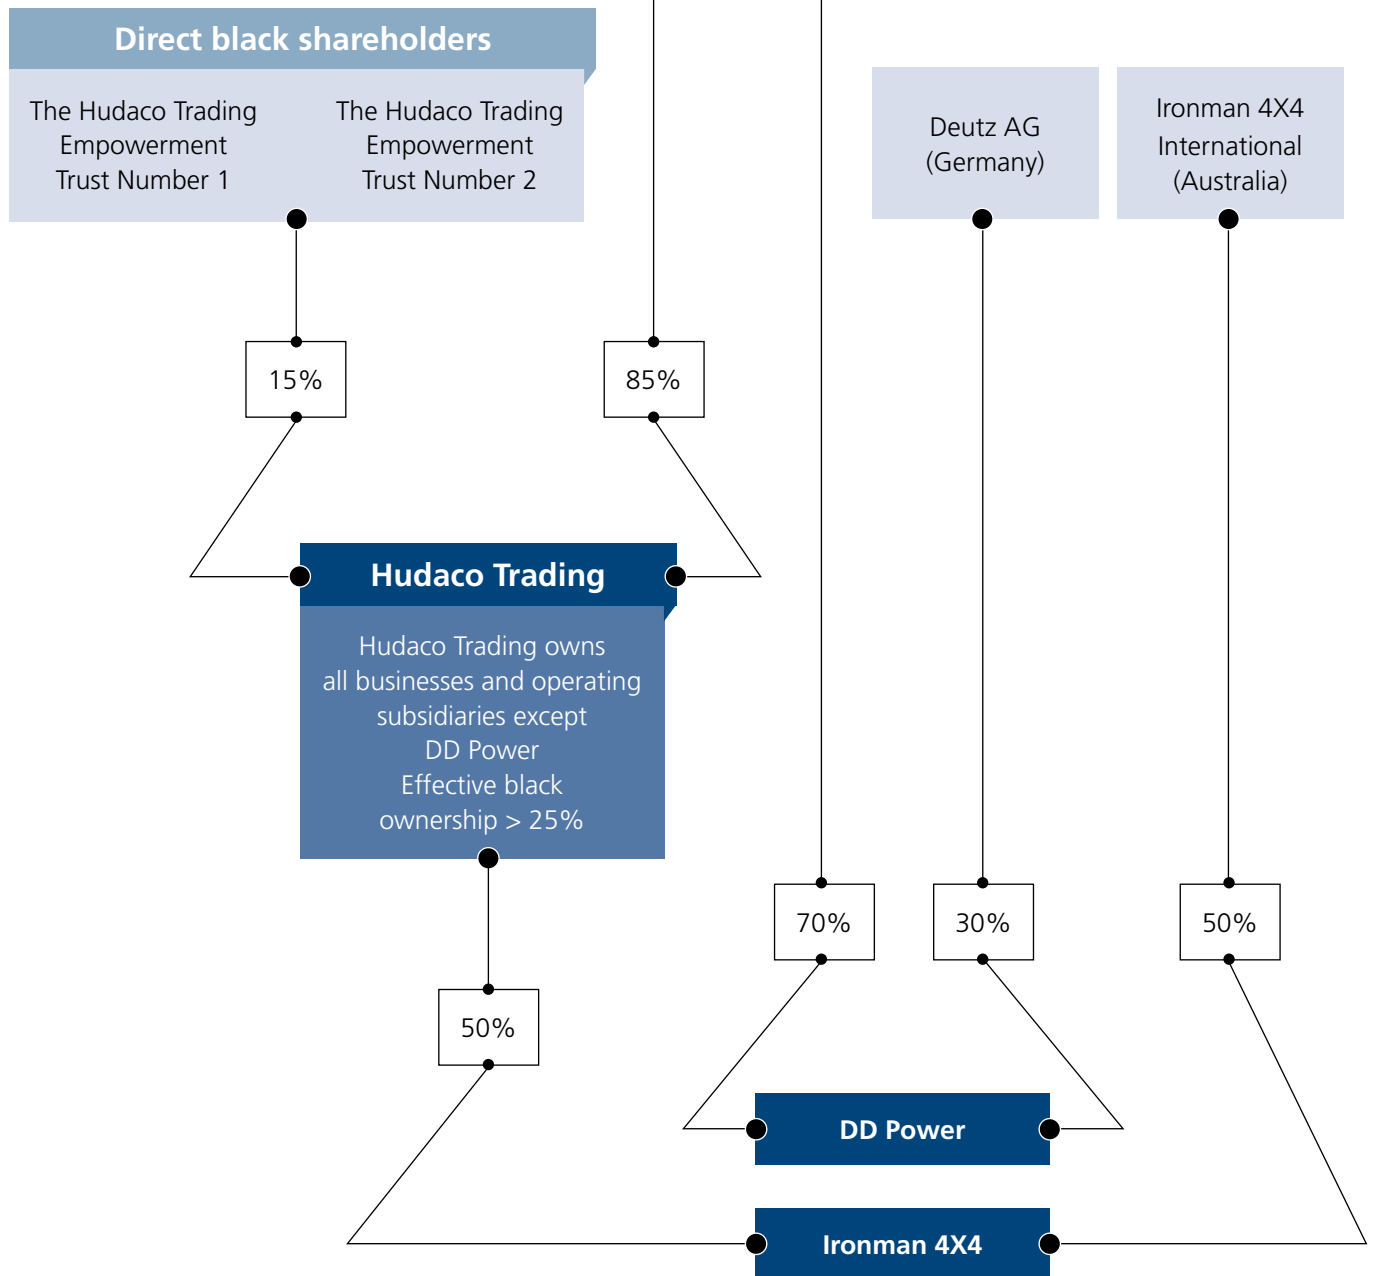 Direct black shareholders
The Hudaco Trading
Empowerment
Trust Number 1
The Hudaco Trading
Empowerment
Trust Number 2
Deutz AG
(Germany)
Ironman 4X4
International
(Australia)
15%
85%
Hudaco Trading
Hudaco Trading owns
all businesses and operating
subsidiaries except
DD Power
Effective black
ownership > 25%
70%
30%
50%
50%
DD Power
Ironman 4X4